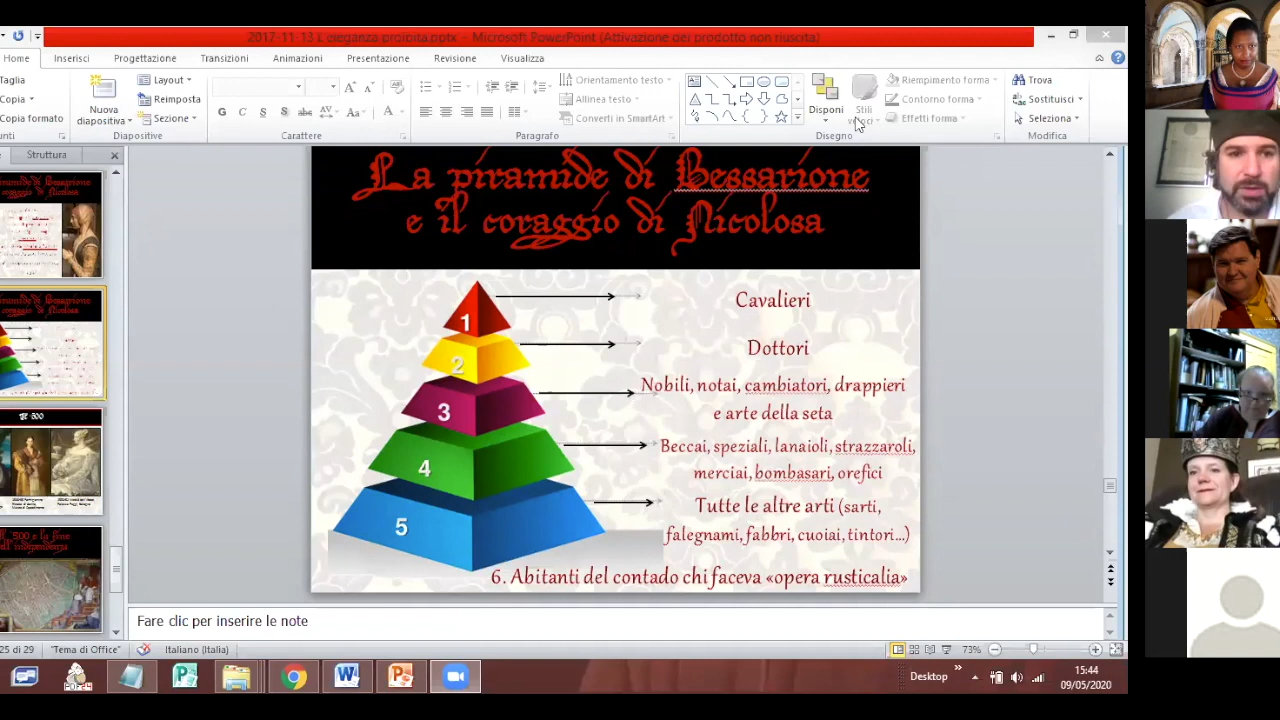 2017-11-13 L'eleganza proibita.pptx - Microsoft PowerPoint (Attivazione del prodotto non riuscita)
Home Inserisci Progettazione Transizioni Animazioni Presentazione Revisione Visualizza
Taglia
Copia
Copia formato
Nuova
diapositiva
Layout
Reimposta
Sezione
Carattere
Paragrafo
Orientamento testo
Allinea testo
Converti in SmartArt
Disponi
Stili
Disegno
Riempimento forma
Contorno forma
Effetti forma
Trova
Sostituisci
Seleziona
Modifica
Struttura
La piramide di Bessarione
e il coraggio di Nicolosa
1
Cavalieri
2
Dottori
3
Nobili, notai, cambiatori, drappieri
e arte della seta
4
Beccai, speziali, lanaioli, strazzaroli,
merciai, bombasari, orefici
5
Tutte le altre arti (sarti,
falegnami, fabbri, cuoiai, tintori...)
6. Abitanti del contado chi faceva «opera rusticalia»
Fare clic per inserire le note
25 di 29 "Tema di Office" Italiano (Italia) 73%
Desktop
15:44
09/05/2020